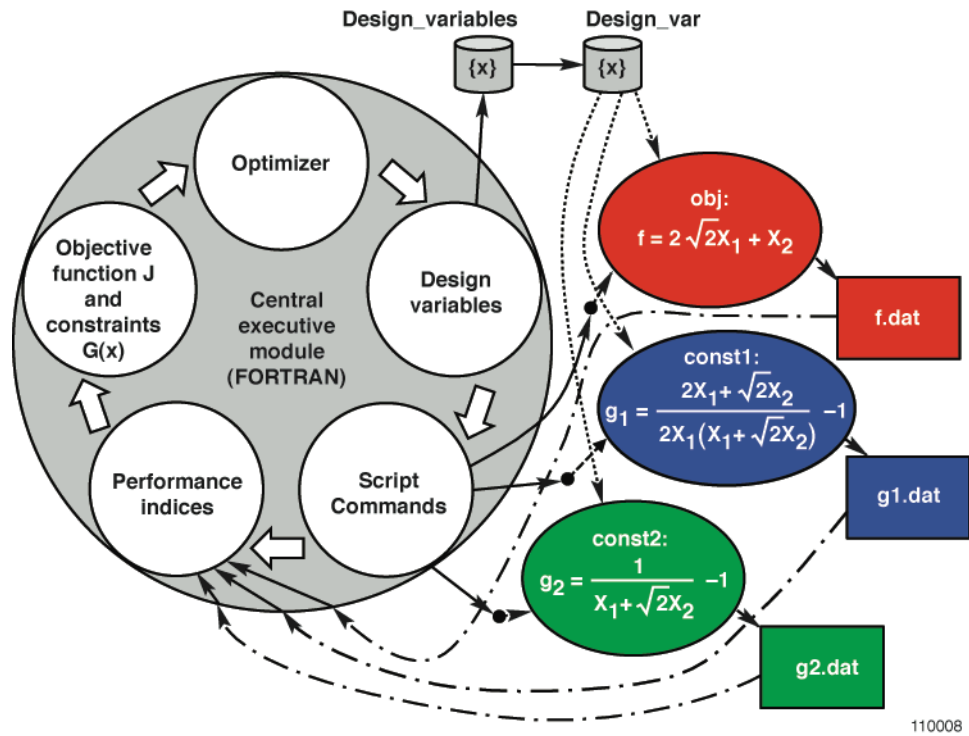 Design_variables
Design_var
{x}
{x}
Optimizer
Objective
function J
and
constraints
G(x)
Design
variables
Central
executive
module
(FORTRAN)
Performance
indices
Script
Commands
obj:
f = 2 √2X₁ + X₂
f.dat
const1:
g₁ = (2X₁ + √2X₂) / (2X₁(X₁ + √2X₂)) −1
g1.dat
const2:
g₂ = 1 / (X₁ + √2X₂) −1
g2.dat
110008